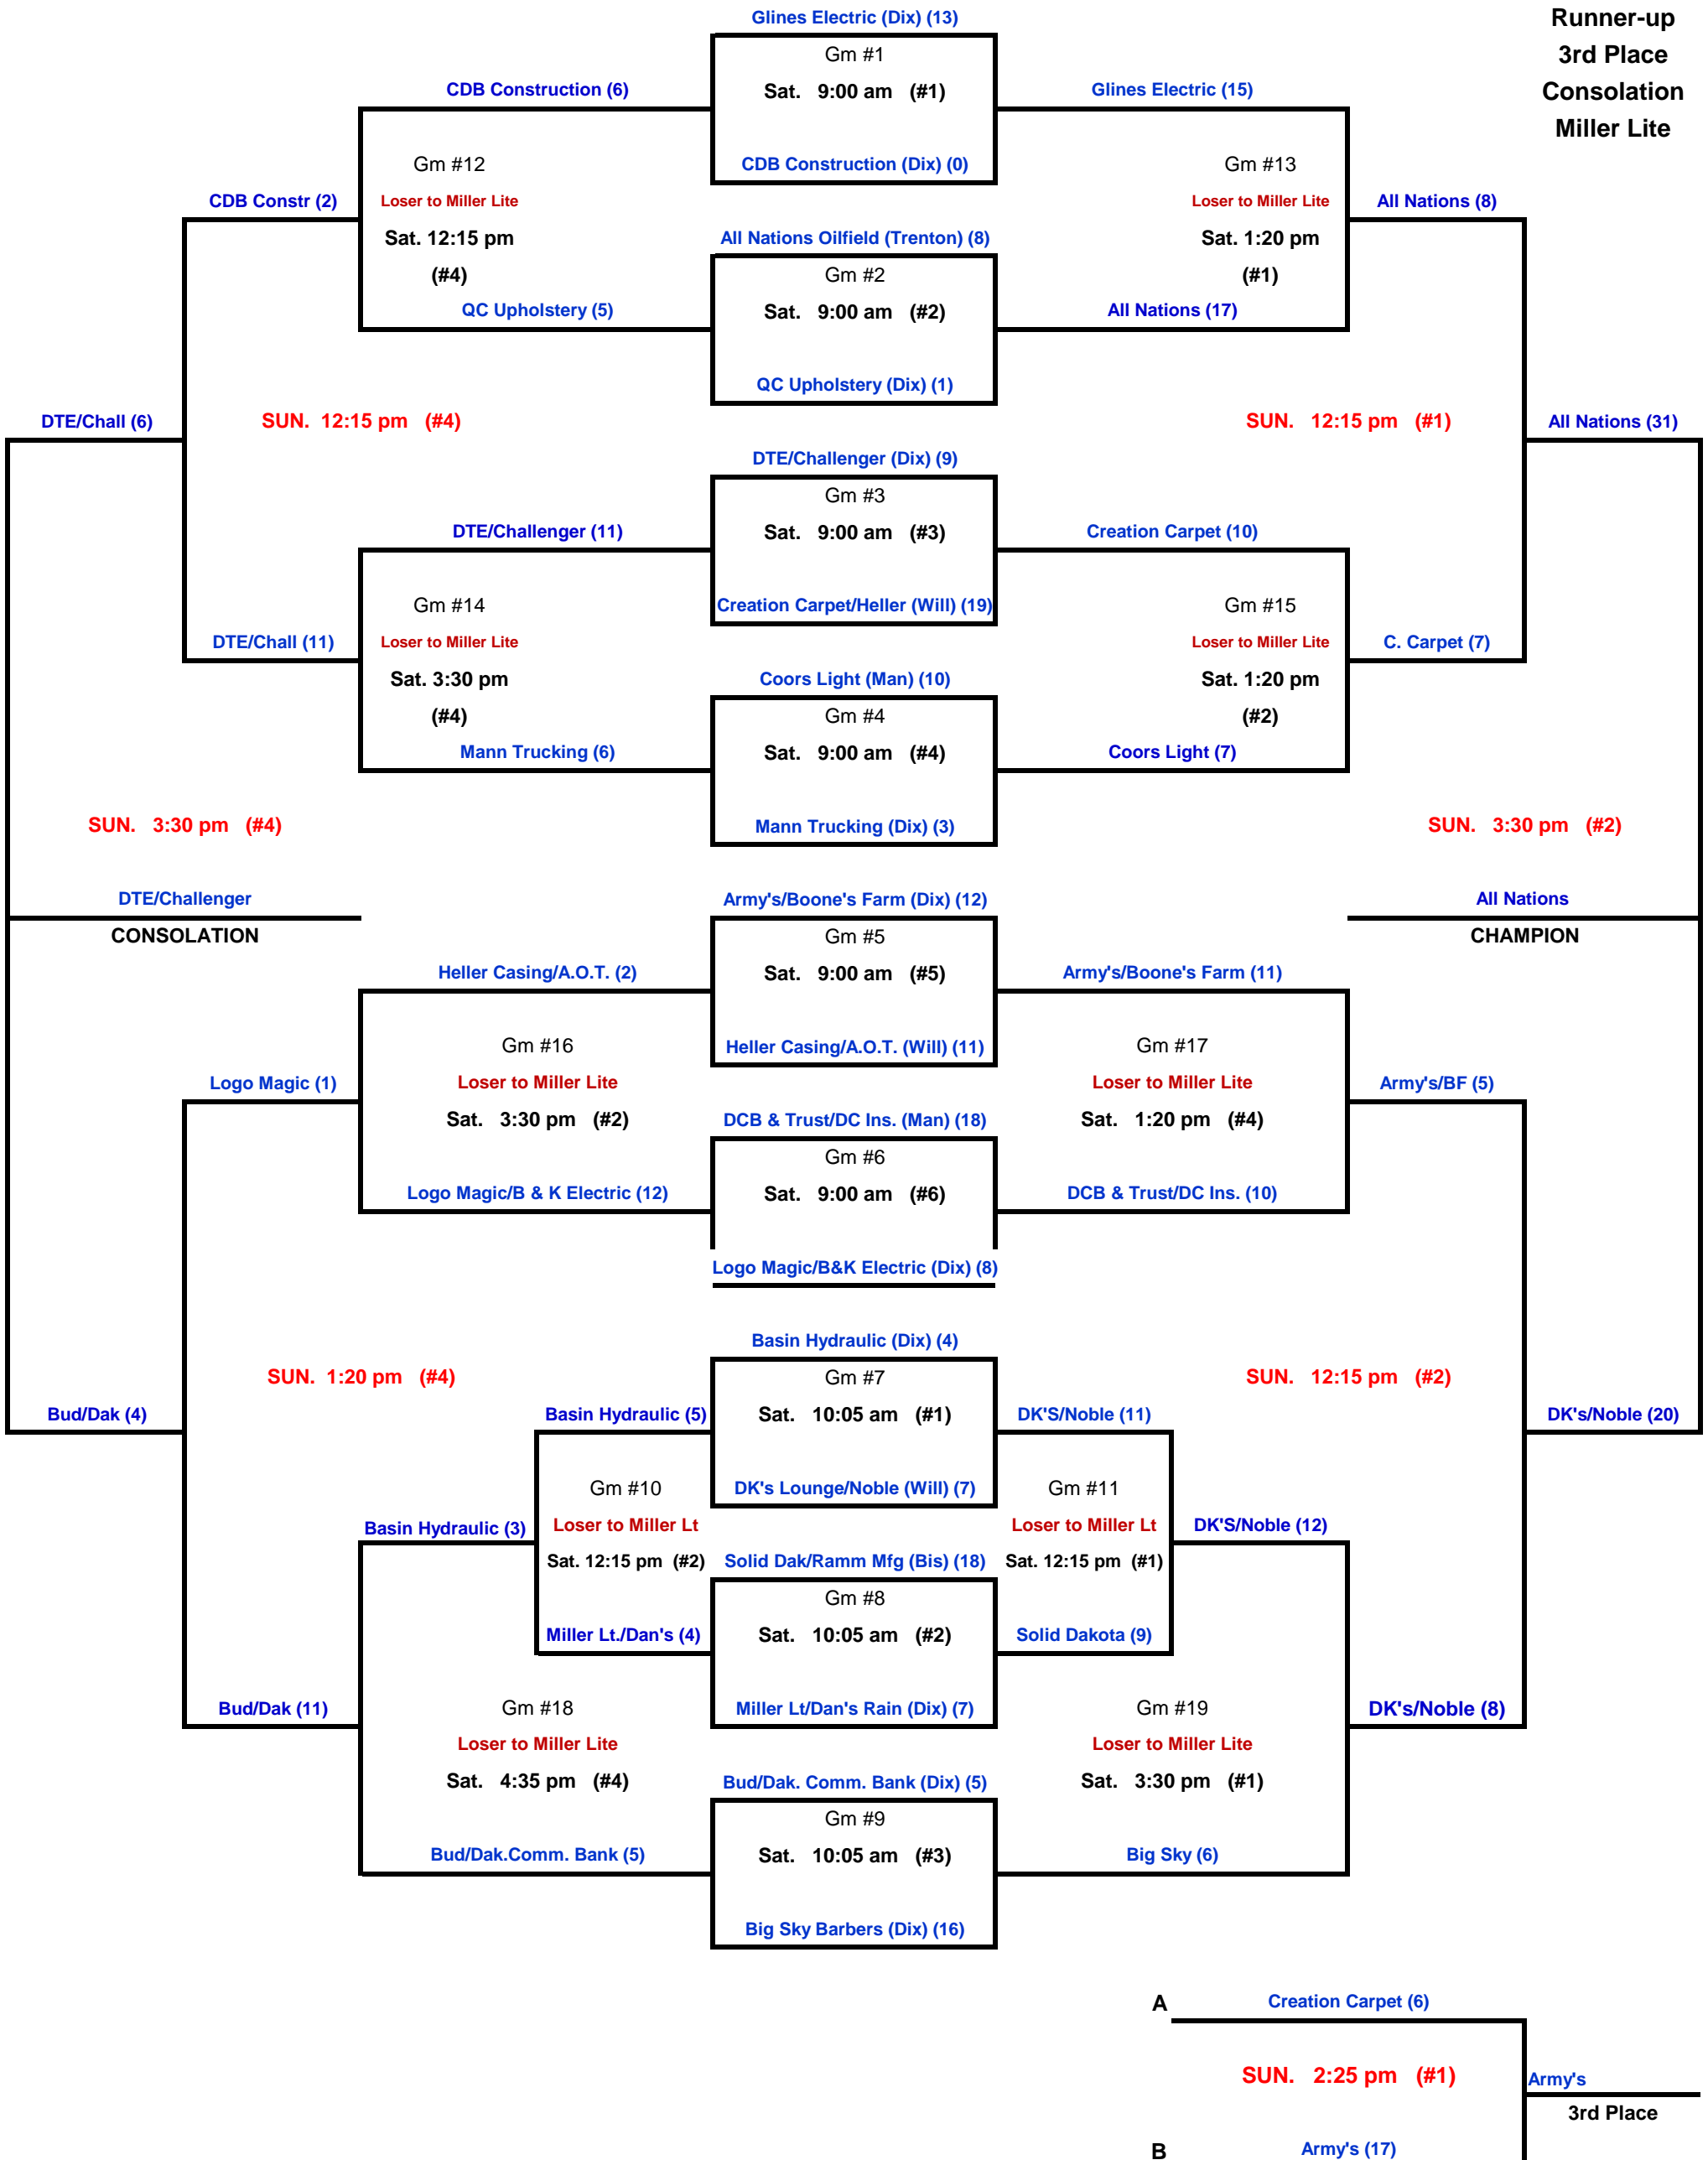 Glines Electric (Dix) (13)
Runner-up
Gm #1
3rd Place
CDB Construction (6)
Sat. 9:00 am (#1)
Glines Electric (15)
Consolation
Miller Lite
Gm #12
CDB Construction (Dix) (0)
Gm #13
CDB Constr (2)
Loser to Miller Lite
Loser to Miller Lite
All Nations (8)
Sat. 12:15 pm
All Nations Oilfield (Trenton) (8)
Sat. 1:20 pm
(#4)
Gm #2
(#1)
QC Upholstery (5)
Sat. 9:00 am (#2)
All Nations (17)
QC Upholstery (Dix) (1)
DTE/Chall (6)
SUN. 12:15 pm (#4)
SUN. 12:15 pm (#1)
All Nations (31)
DTE/Challenger (Dix) (9)
Gm #3
DTE/Challenger (11)
Sat. 9:00 am (#3)
Creation Carpet (10)
Gm #14
Creation Carpet/Heller (Will) (19)
Gm #15
DTE/Chall (11)
Loser to Miller Lite
Loser to Miller Lite
C. Carpet (7)
Sat. 3:30 pm
Coors Light (Man) (10)
Sat. 1:20 pm
(#4)
Gm #4
(#2)
Mann Trucking (6)
Sat. 9:00 am (#4)
Coors Light (7)
SUN. 3:30 pm (#4)
Mann Trucking (Dix) (3)
SUN. 3:30 pm (#2)
DTE/Challenger
Army's/Boone's Farm (Dix) (12)
All Nations
CONSOLATION
Gm #5
CHAMPION
Heller Casing/A.O.T. (2)
Sat. 9:00 am (#5)
Army's/Boone's Farm (11)
Gm #16
Heller Casing/A.O.T. (Will) (11)
Gm #17
Logo Magic (1)
Loser to Miller Lite
Loser to Miller Lite
Army's/BF (5)
Sat. 3:30 pm (#2)
DCB & Trust/DC Ins. (Man) (18)
Sat. 1:20 pm (#4)
Gm #6
Logo Magic/B & K Electric (12)
Sat. 9:00 am (#6)
DCB & Trust/DC Ins. (10)
Logo Magic/B&K Electric (Dix) (8)
Basin Hydraulic (Dix) (4)
SUN. 1:20 pm (#4)
Gm #7
SUN. 12:15 pm (#2)
Bud/Dak (4)
Basin Hydraulic (5)
Sat. 10:05 am (#1)
DK'S/Noble (11)
DK's/Noble (20)
Gm #10
DK's Lounge/Noble (Will) (7)
Gm #11
Basin Hydraulic (3)
Loser to Miller Lt
Loser to Miller Lt
DK'S/Noble (12)
Sat. 12:15 pm (#2)
Solid Dak/Ramm Mfg (Bis) (18)
Sat. 12:15 pm (#1)
Gm #8
Miller Lt./Dan's (4)
Sat. 10:05 am (#2)
Solid Dakota (9)
Bud/Dak (11)
Gm #18
Miller Lt/Dan's Rain (Dix) (7)
Gm #19
DK's/Noble (8)
Loser to Miller Lite
Loser to Miller Lite
Sat. 4:35 pm (#4)
Bud/Dak. Comm. Bank (Dix) (5)
Sat. 3:30 pm (#1)
Gm #9
Bud/Dak.Comm. Bank (5)
Sat. 10:05 am (#3)
Big Sky (6)
Big Sky Barbers (Dix) (16)
A
Creation Carpet (6)
SUN. 2:25 pm (#1)
Army's
3rd Place
B
Army's (17)